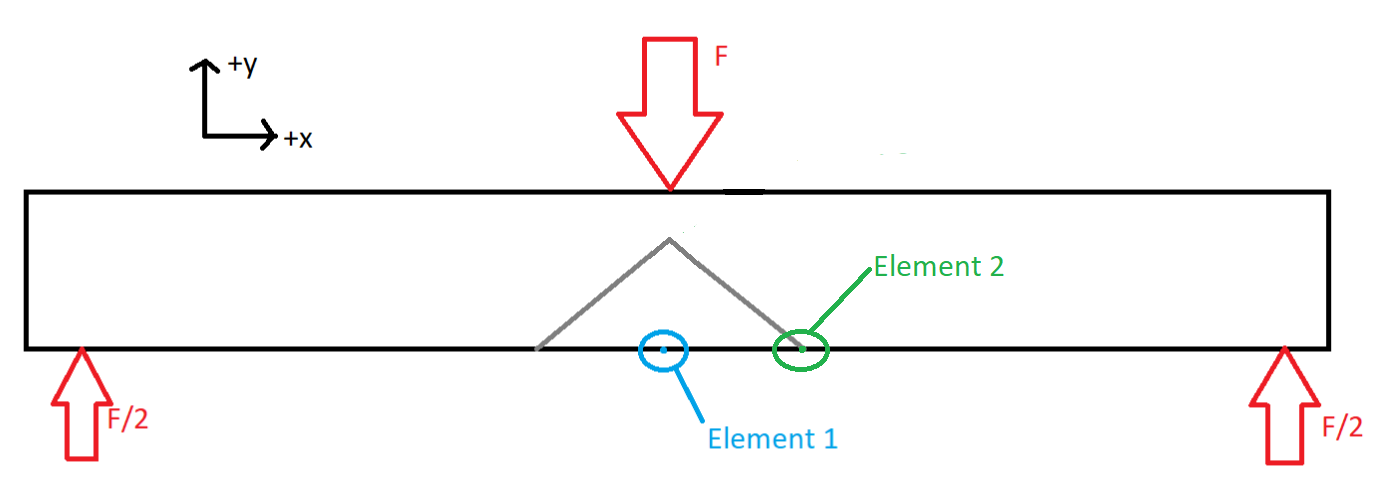 F
+y
+x
Element 2
F/2
F/2
Element 1